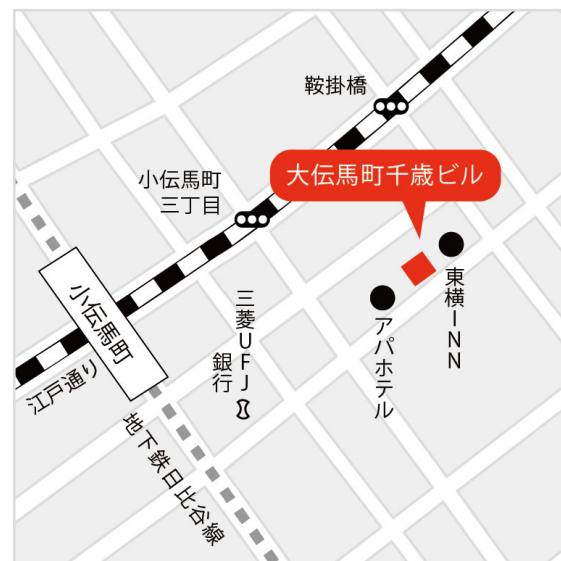 鞍掛橋
大伝馬町千歳ビル
小伝馬町
三丁目
東横INN
小伝馬町
三菱UFJ
銀行
アパホテル
江戸通り
地下鉄日比谷線